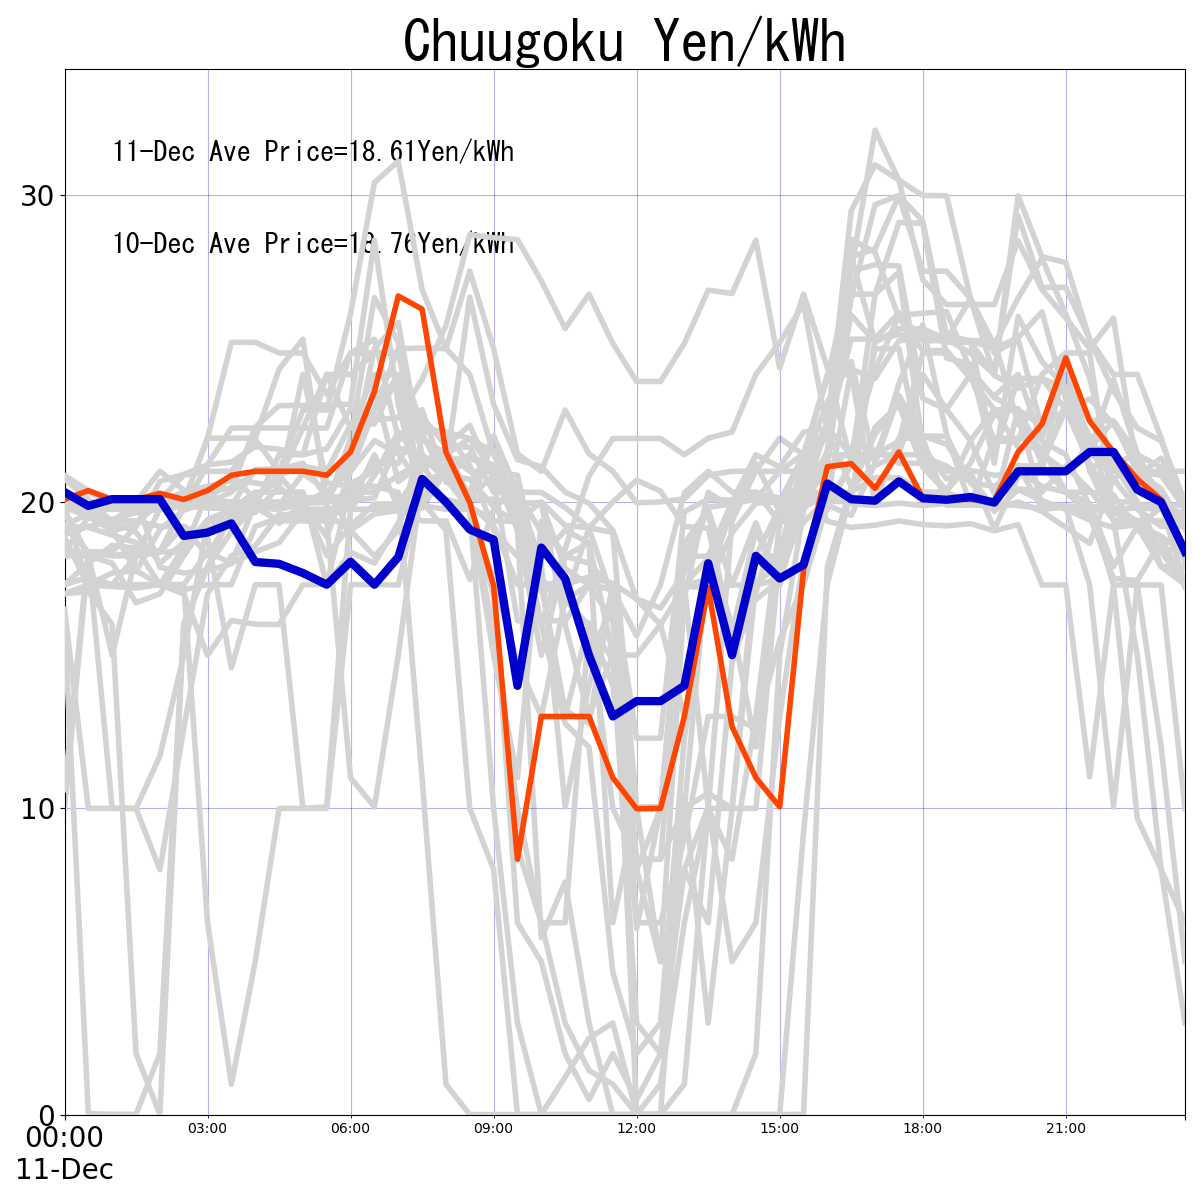 Chuugoku Yen/kWh
11-Dec Ave Price=18.61Yen/kWh
10-Dec Ave Price=18.76Yen/kWh
30
20
10
0
00:00 03:00 06:00 09:00 12:00 15:00 18:00 21:00
11-Dec